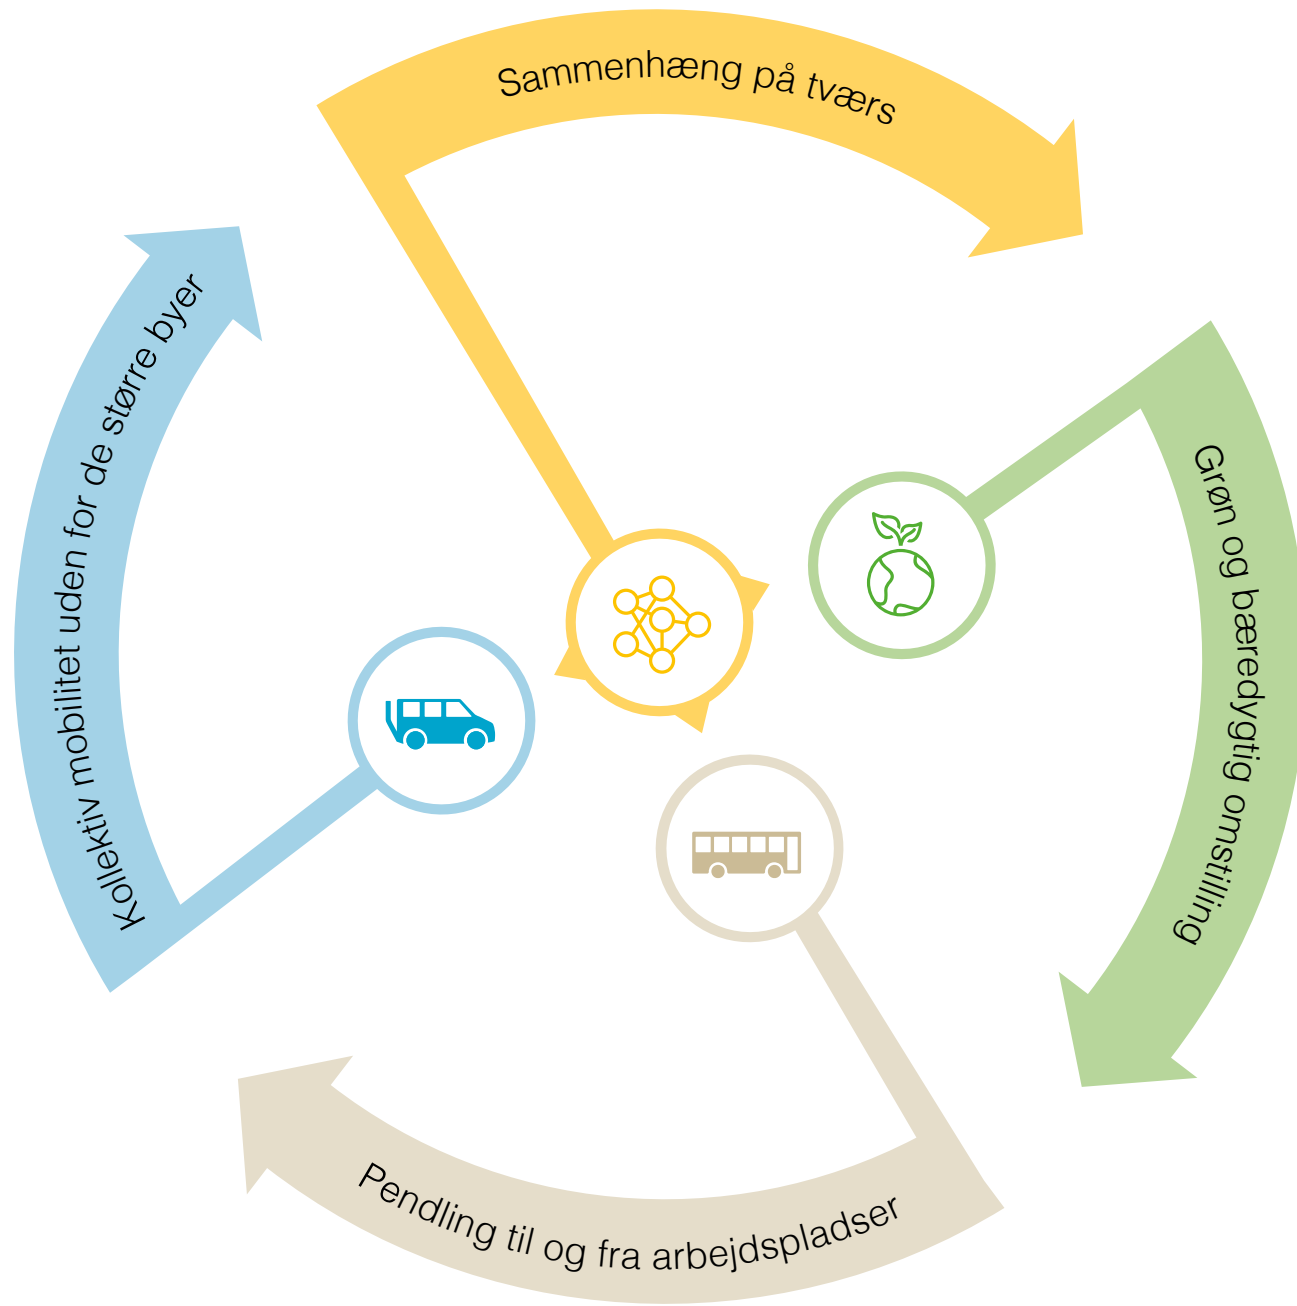 Sammenhæng på tværs
Grøn og bæredygtig omstilling
Pendling til og fra arbejdspladser
Kollektiv mobilitet uden for de større byer